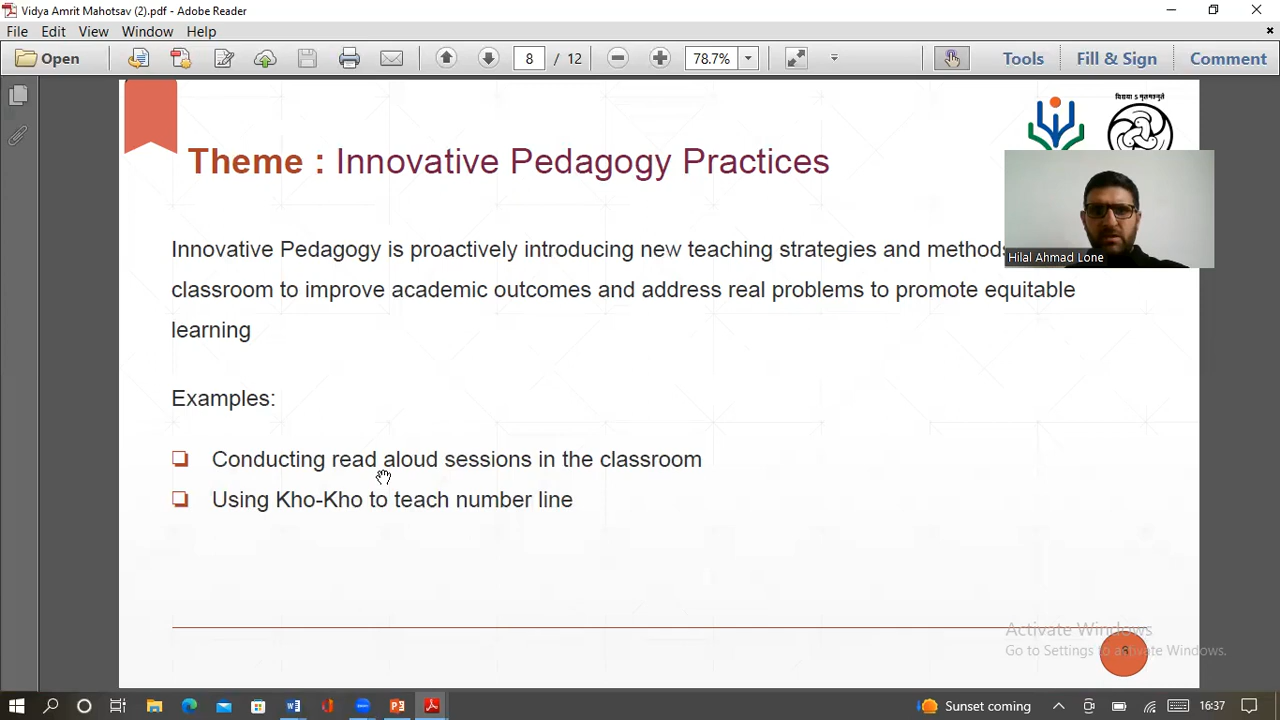 Vidya Amrit Mahotsav (2).pdf - Adobe Reader
File Edit View Window Help
Open 8 / 12 78.7% Tools Fill & Sign Comment
Theme : Innovative Pedagogy Practices
Hilal Ahmad Lone
Innovative Pedagogy is proactively introducing new teaching strategies and methods
classroom to improve academic outcomes and address real problems to promote equitable
learning
Examples:
Conducting read aloud sessions in the classroom
Using Kho-Kho to teach number line
Activate Windows
Go to Settings to activate Windows.
Sunset coming 16:37